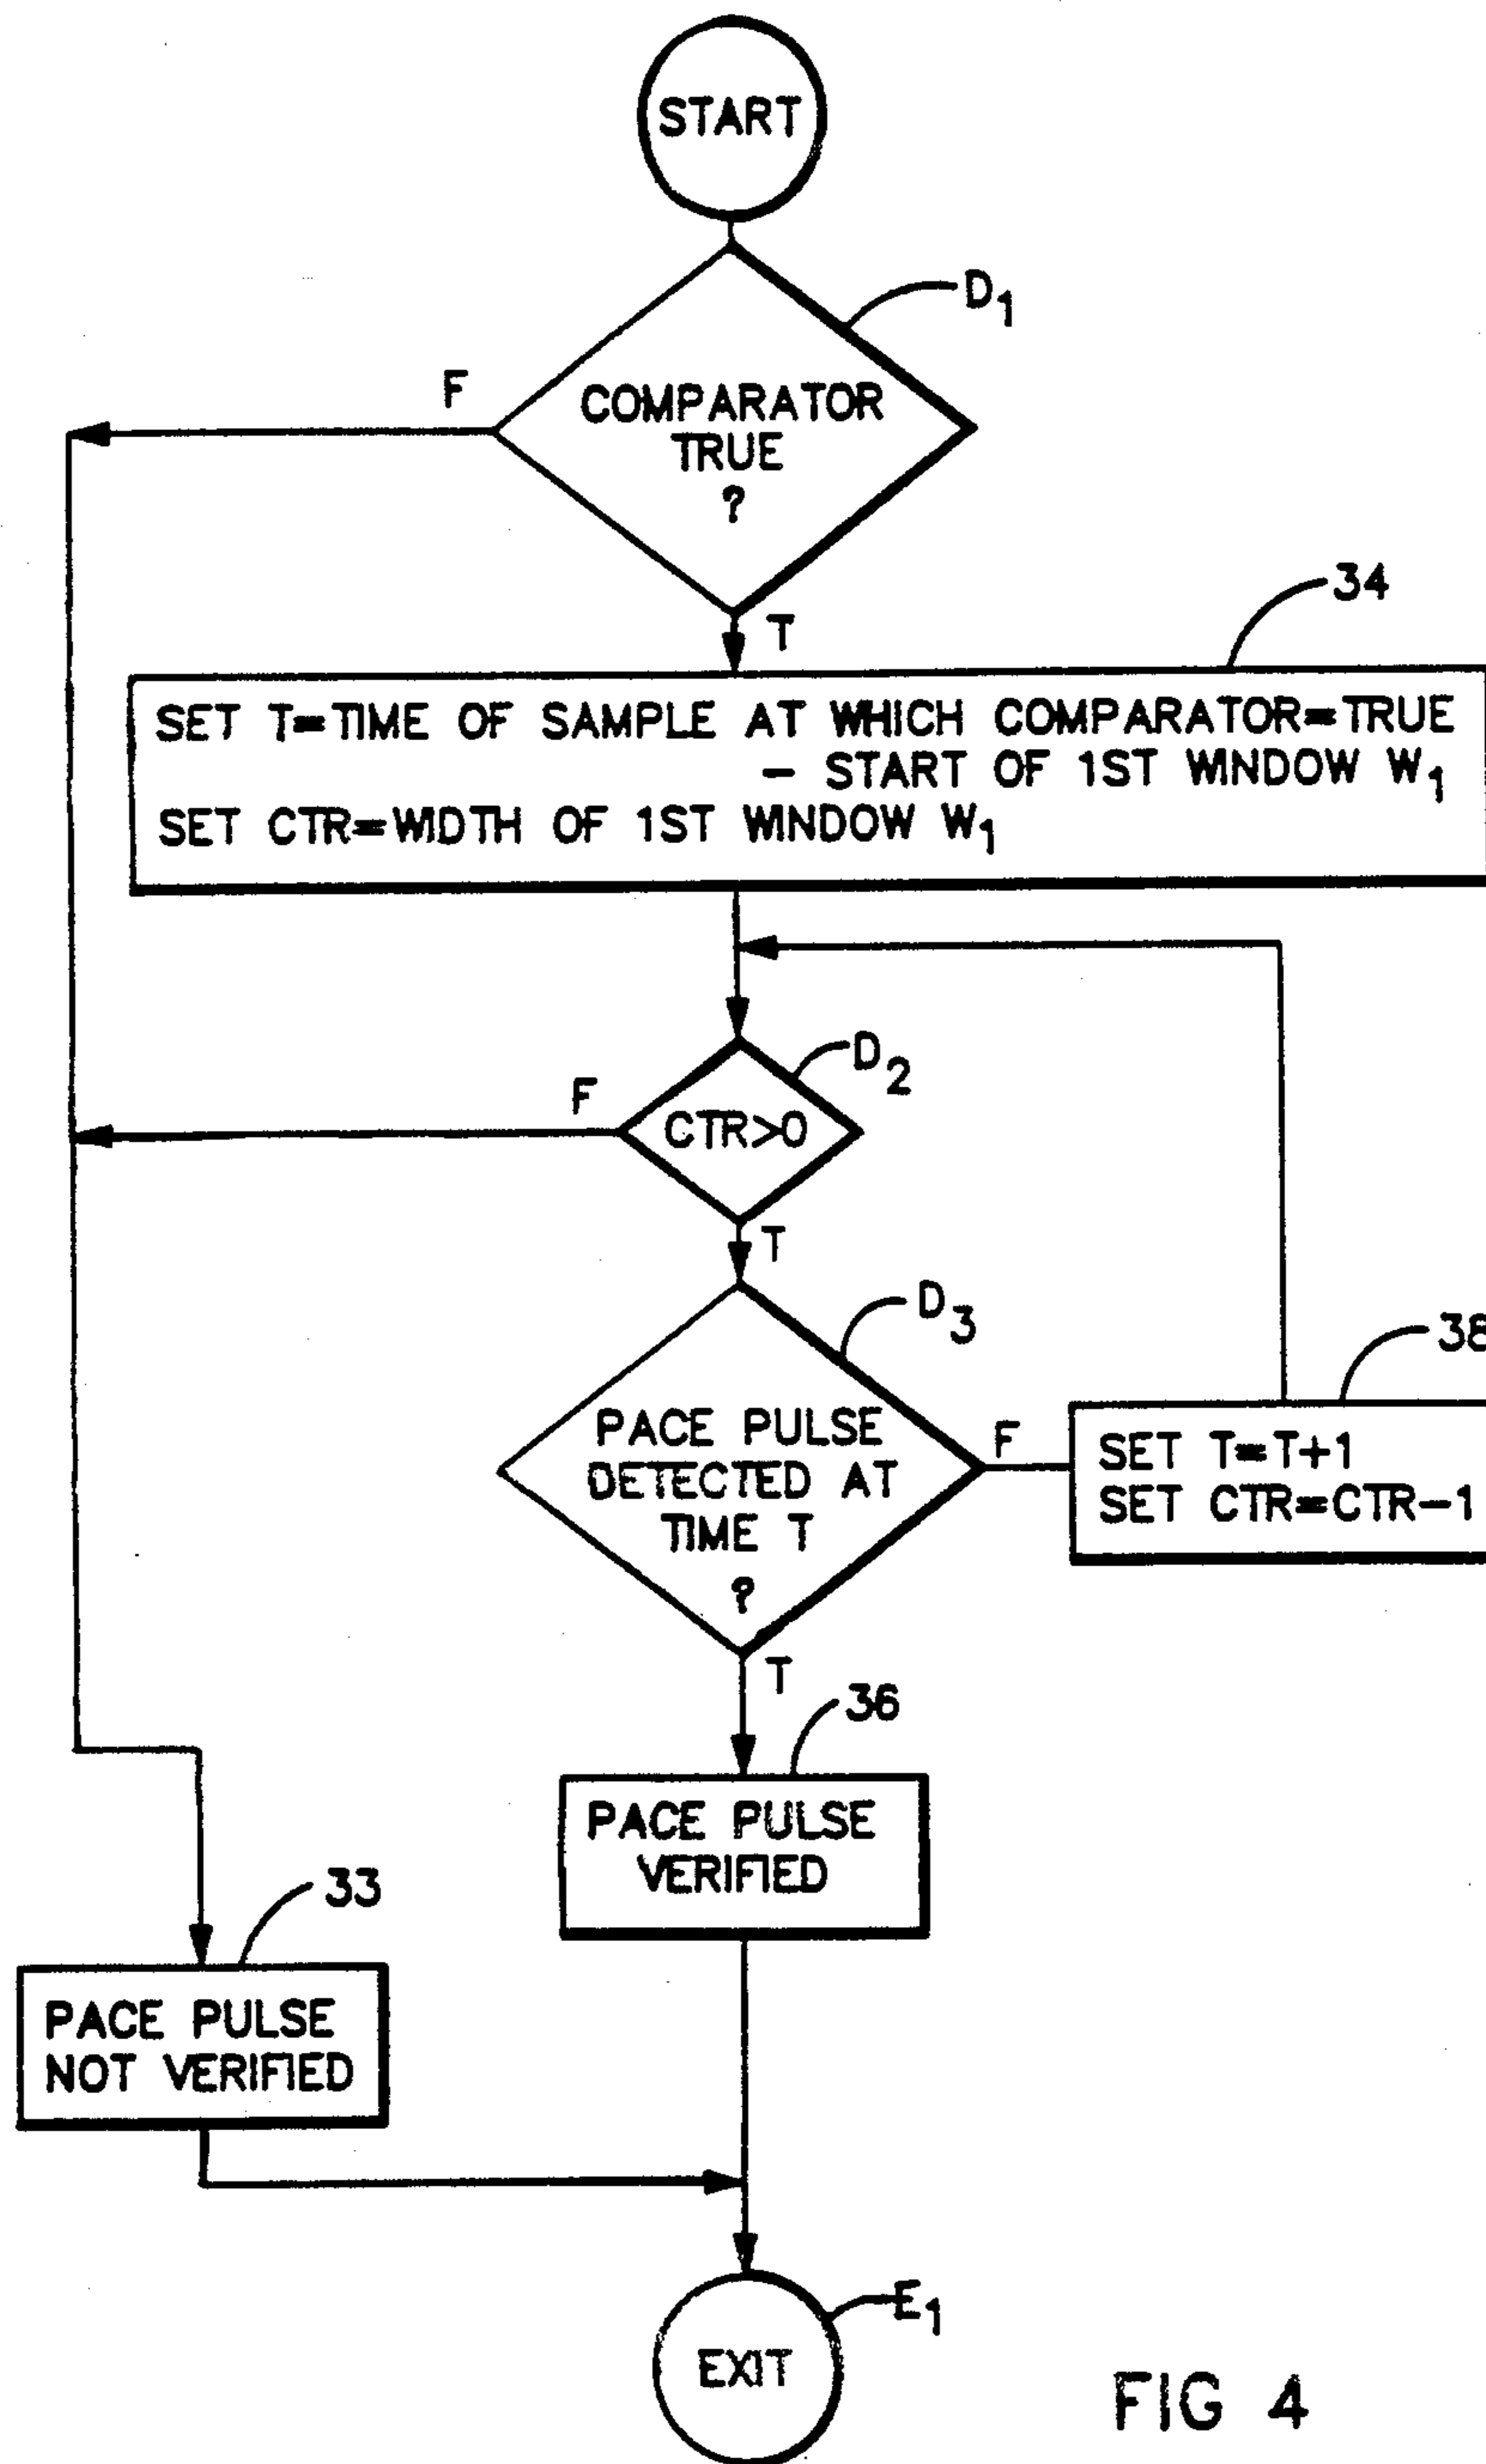 START
D1
F
COMPARATOR
TRUE
?
T
34
SET T=TIME OF SAMPLE AT WHICH COMPARATOR=TRUE
- START OF 1ST WINDOW W1
SET CTR=WIDTH OF 1ST WINDOW W1
D2
F
CTR>0
T
D3
38
PACE PULSE
DETECTED AT
TIME T
?
F
SET T=T+1
SET CTR=CTR-1
T
36
PACE PULSE
VERIFIED
33
PACE PULSE
NOT VERIFIED
E1
EXIT
FIG 4